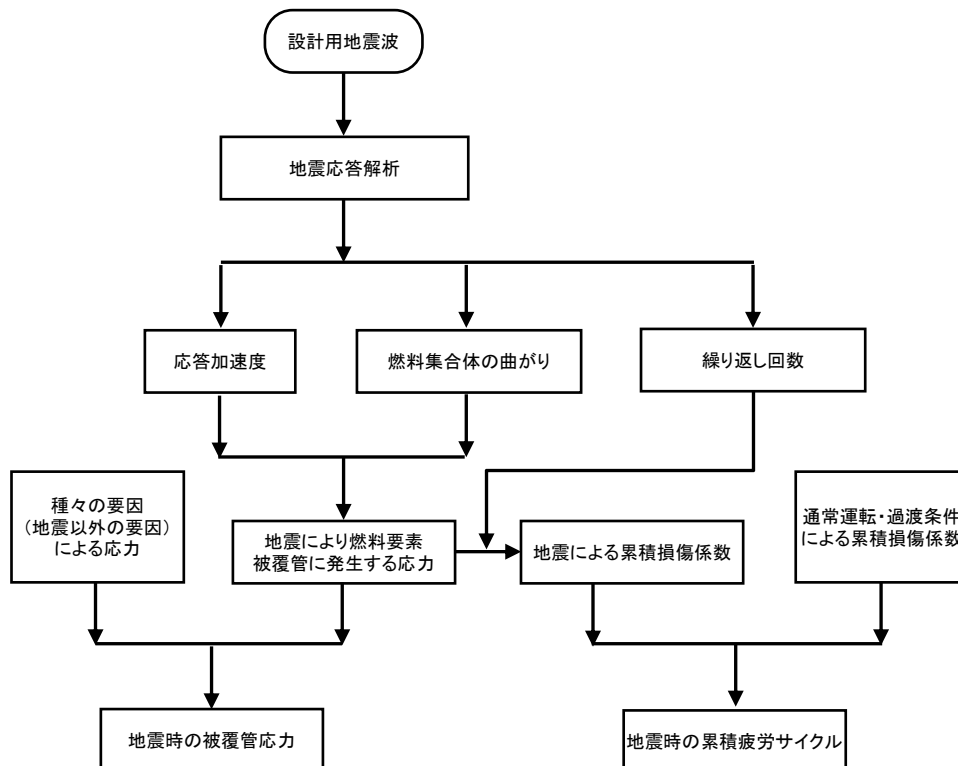 設計用地震波
地震応答解析
応答加速度
燃料集合体の曲がり
繰り返し回数
種々の要因
(地震以外の要因)
による応力
地震により燃料要素
被覆管に発生する応力
地震による累積損傷係数
通常運転・過渡条件
による累積損傷係数
地震時の被覆管応力
地震時の累積疲労サイクル